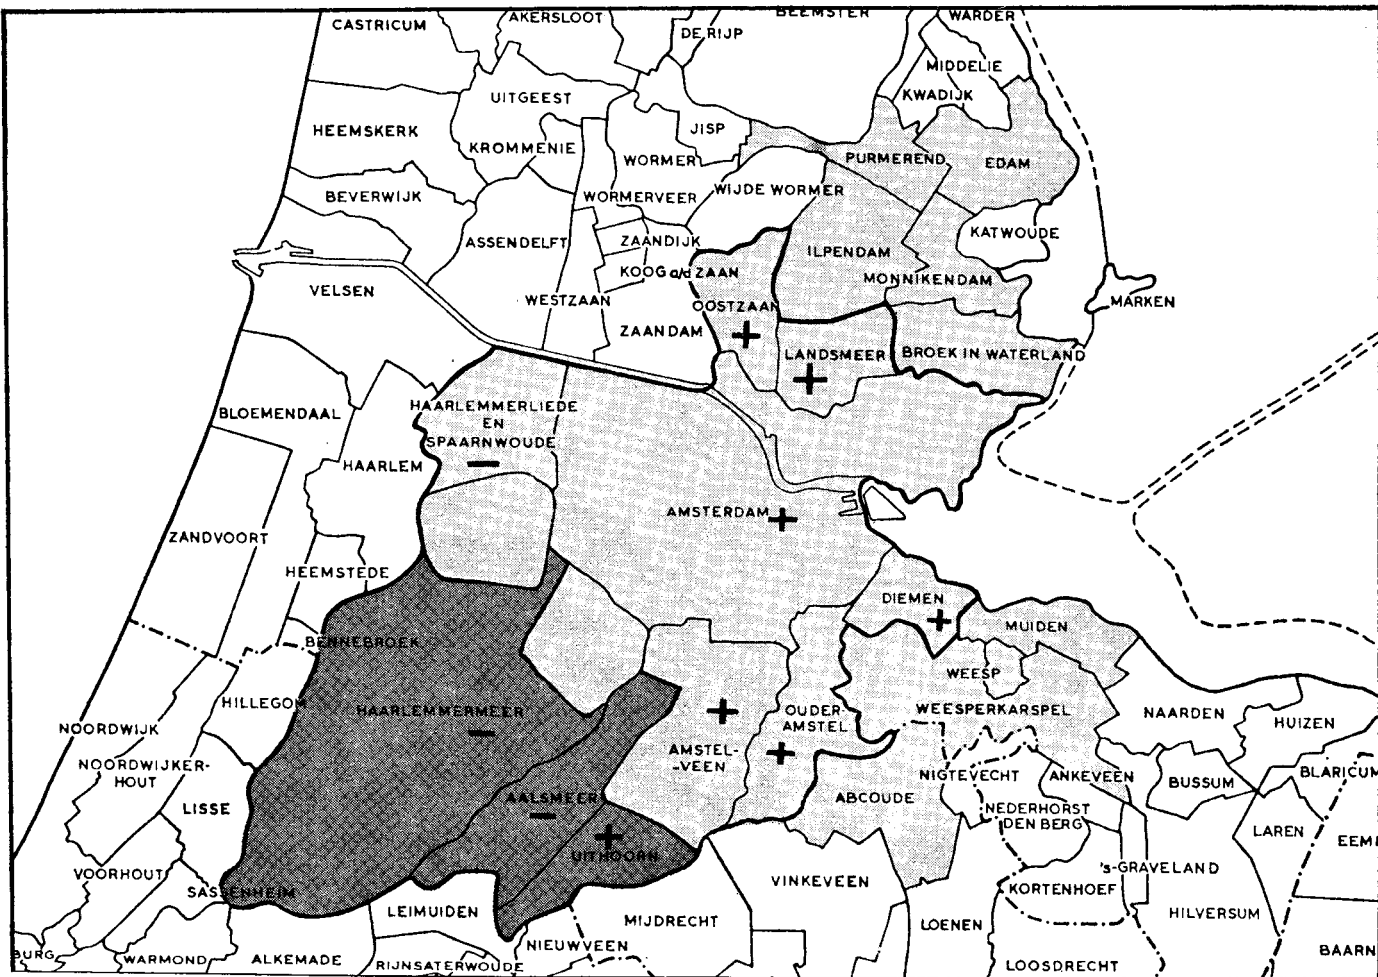 CASTRICUM
AKERSLOOT
DE RIJP
BEEMSTER
WARDER
MIDDELIE
KWADIJK
UITGEEST
HEEMSKERK
KROMMENIE
JISP
WORMER
PURMEREND
EDAM
BEVERWIJK
WORMERVEER
WIJDE WORMER
KATWOUDE
ASSENDELFT
ZAANDIJK
ILPENDAM
KOOG a/d ZAAN
MONNIKENDAM
VELSEN
WESTZAAN
OOSTZAAN
MARKEN
ZAANDAM
+
LANDSMEER
BROEK IN WATERLAND
+
BLOEMENDAAL
HAARLEMMERLIEDE
EN
SPAARNWOUDE
−
HAARLEM
AMSTERDAM +
ZANDVOORT
HEEMSTEDE
DIEMEN
+
MUIDEN
BENNEBROEK
WEESP
HILLEGOM
HAARLEMMERMEER
−
+
OUDER-
AMSTEL
+
WEESPERKARSPEL
NAARDEN
HUIZEN
NOORDWIJK
AMSTEL-
-VEEN
NOORDWIJKER-
HOUT
NIGTEVECHT
ANKEVEEN
BUSSUM
BLARICUM
LISSE
AALSMEER
−
ABCOUDE
NEDERHORST
DEN BERG
LAREN
+
UITHOORN
EEM
VOORHOUT
SASSENHEIM
VINKEVEEN
's-GRAVELAND
KORTENHOEF
LEIMUIDEN
MIJDRECHT
LOENEN
HILVERSUM
BURG
WARMOND
ALKEMADE
RIJNSATERWOUDE
NIEUWVEEN
LOOSDRECHT
BAARN